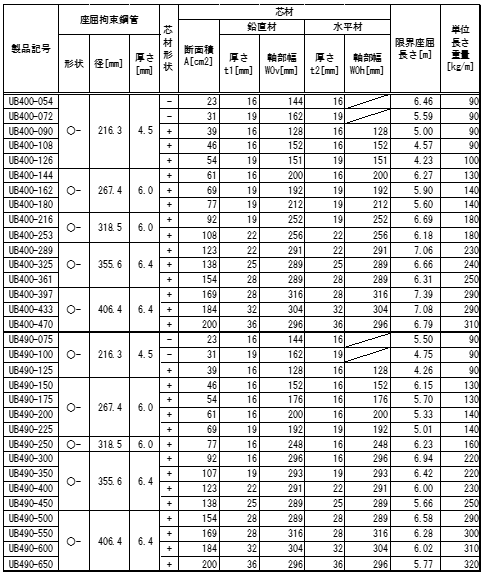 製品記号 座屈拘束鋼管 芯材形状 芯材 限界座屈長さ[m] 単位長さ重量[kg/m]
断面積A[cm2] 鉛直材 水平材
形状 径[mm] 厚さ[mm] 厚さt1[mm] 軸部幅W0v[mm] 厚さt2[mm] 軸部幅W0h[mm]
UB400-054 ○- 216.3 4.5 - 23 16 144 16 6.46 90
UB400-072 - 31 19 162 19 5.59 90
UB400-090 + 39 16 128 16 128 5.00 90
UB400-108 + 46 16 152 16 152 4.57 90
UB400-126 + 54 19 151 19 151 4.23 100
UB400-144 ○- 267.4 6.0 + 61 16 200 16 200 6.27 130
UB400-162 + 69 19 192 19 192 5.90 140
UB400-180 + 77 19 212 19 212 5.60 140
UB400-216 ○- 318.5 6.0 + 92 19 252 19 252 6.69 180
UB400-253 + 108 22 256 22 256 6.18 180
UB400-289 ○- 355.6 6.4 + 123 22 291 22 291 7.06 230
UB400-325 + 138 25 289 25 289 6.66 240
UB400-361 + 154 28 289 28 289 6.31 250
UB400-397 ○- 406.4 6.4 + 169 28 316 28 316 7.39 290
UB400-433 + 184 32 304 32 304 7.08 290
UB400-470 + 200 36 296 36 296 6.79 310
UB490-075 ○- 216.3 4.5 - 23 16 144 16 5.50 90
UB490-100 - 31 19 162 19 4.75 90
UB490-125 + 39 16 128 16 128 4.26 90
UB490-150 ○- 267.4 6.0 + 46 16 152 16 152 6.15 130
UB490-175 + 54 16 176 16 176 5.70 130
UB490-200 + 61 16 200 16 200 5.33 140
UB490-225 + 69 19 192 19 192 5.01 140
UB490-250 ○- 318.5 6.0 + 77 16 248 16 248 6.23 160
UB490-300 ○- 355.6 6.4 + 92 16 296 16 296 6.94 220
UB490-350 + 107 19 293 19 293 6.42 220
UB490-400 + 123 22 291 22 291 6.00 230
UB490-450 + 138 25 289 25 289 5.66 250
UB490-500 ○- 406.4 6.4 + 154 28 289 28 289 6.58 290
UB490-550 + 169 28 316 28 316 6.28 300
UB490-600 + 184 32 304 32 304 6.02 310
UB490-650 + 200 36 296 36 296 5.77 320